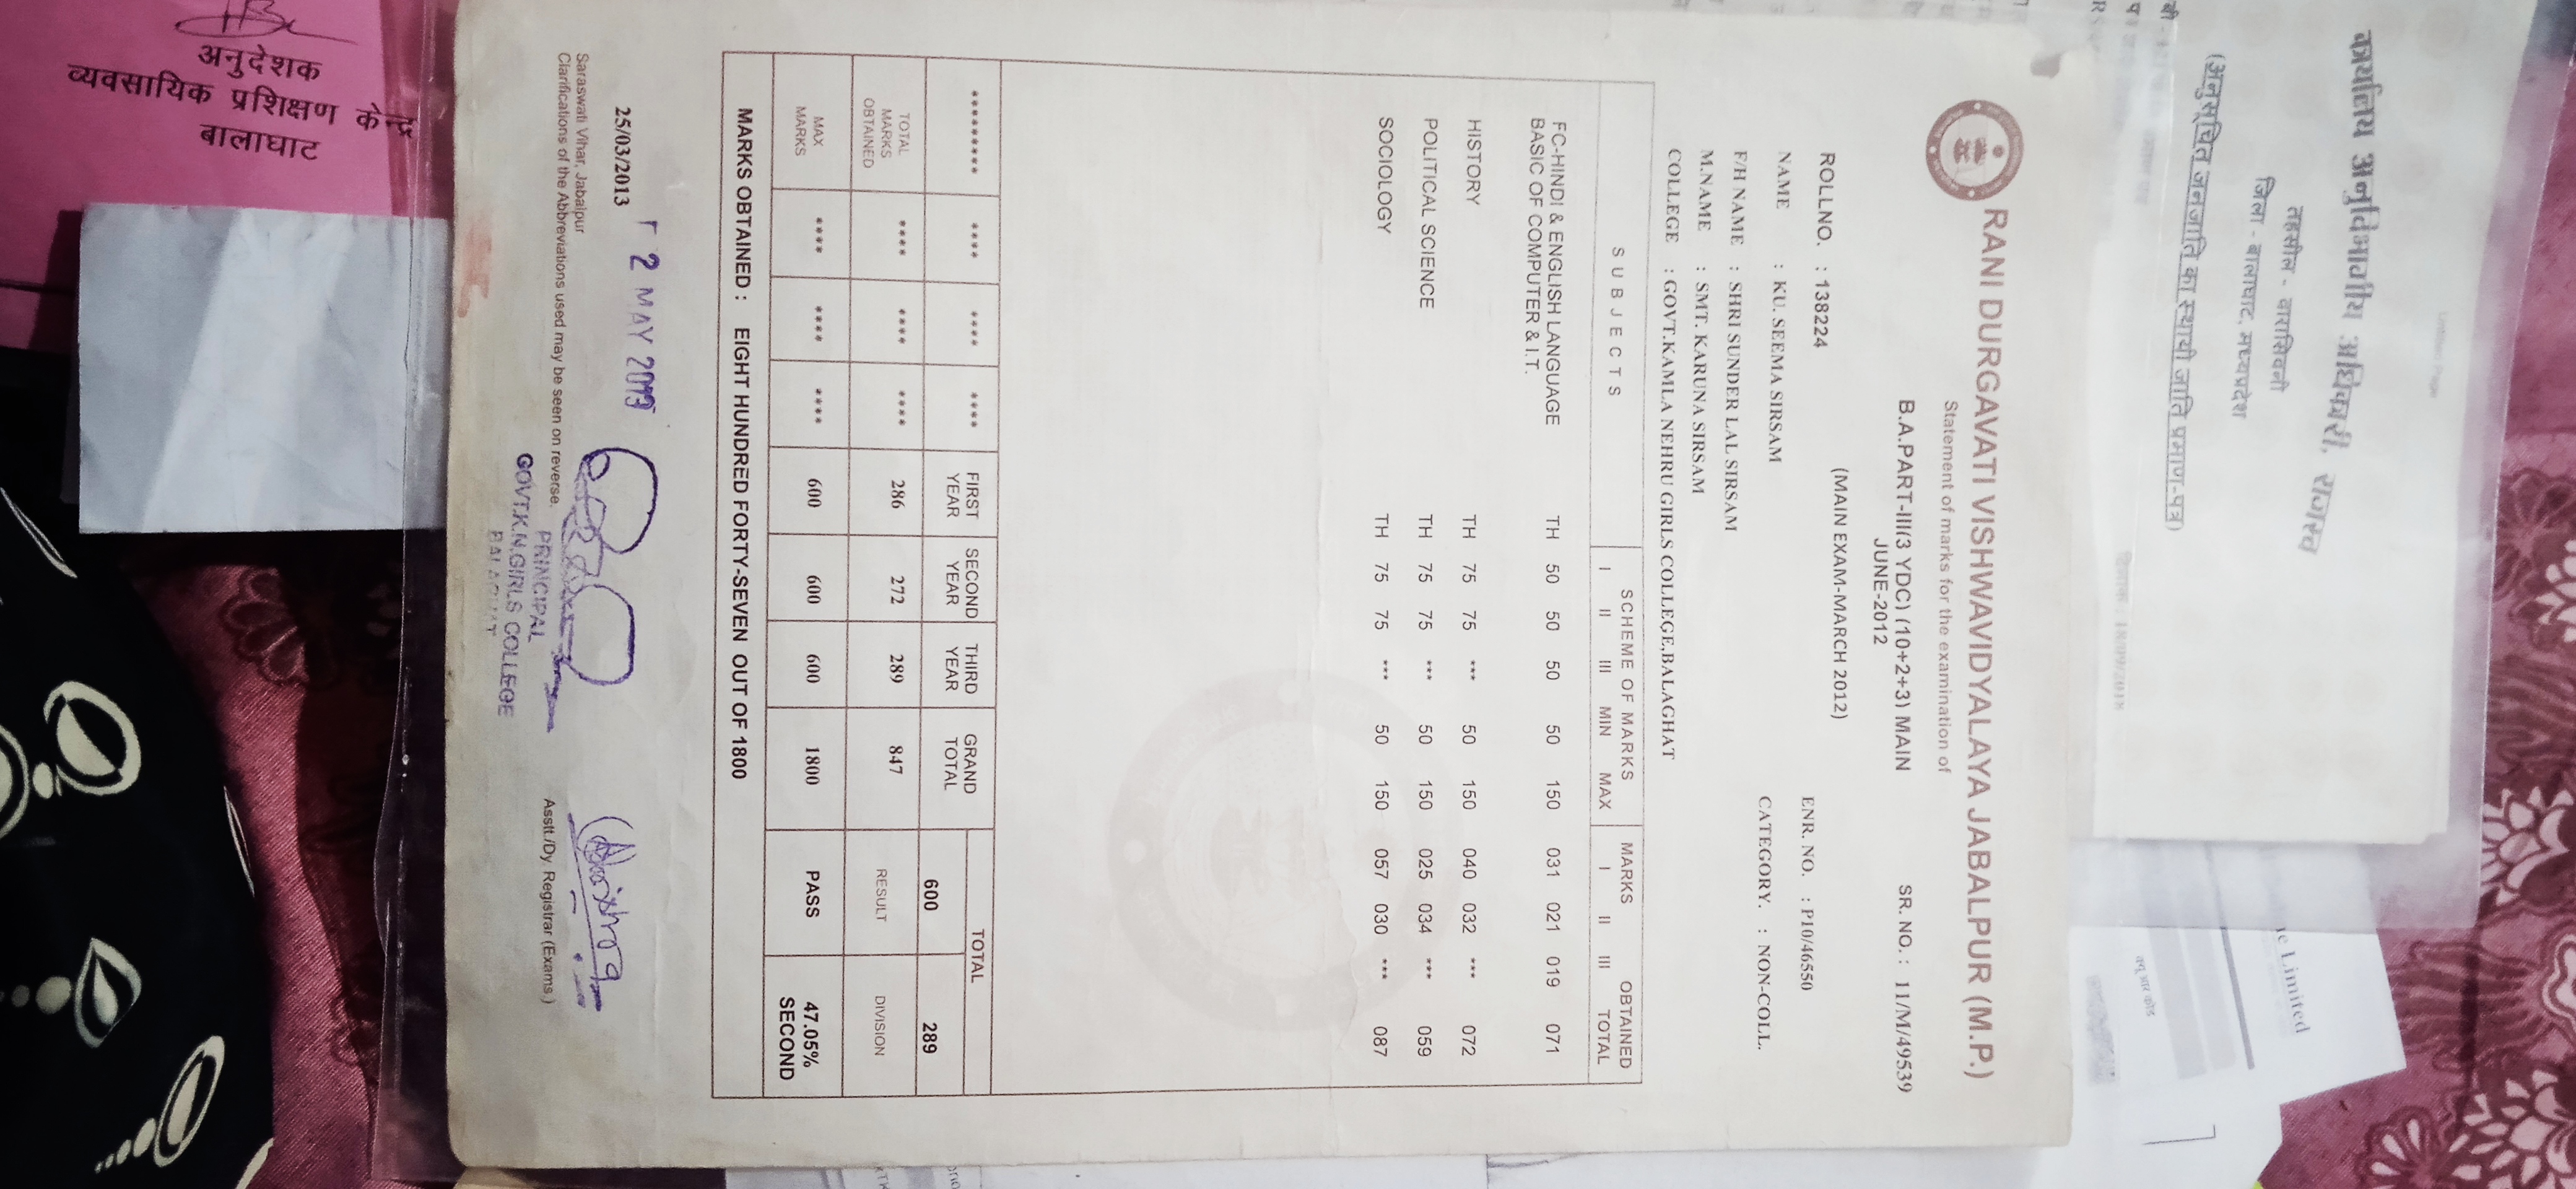 RANI DURGAVATI VISHWAVIDYALAYA JABALPUR (M.P.)
Statement of marks for the examination of
B.A.PART-III(3 YDC) (10+2+3) MAIN SR. NO. : 11/M/49539
JUNE-2012
(MAIN EXAM-MARCH 2012)
ROLLNO. : 138224 ENR. NO. : P10/46550
NAME : KU. SEEMA SIRSAM CATEGORY. : NON-COLL.
F/H NAME : SHRI SUNDER LAL SIRSAM
M.NAME : SMT. KARUNA SIRSAM
COLLEGE : GOVT.KAMLA NEHRU GIRLS COLLEGE,BALAGHAT
SUBJECTS SCHEME OF MARKS MARKS OBTAINED
I II III MIN MAX I II III TOTAL
FC-HINDI & ENGLISH LANGUAGE TH 50 50 50 50 150 031 021 019 071
BASIC OF COMPUTER & I.T.
HISTORY TH 75 75 *** 50 150 040 032 *** 072
POLITICAL SCIENCE TH 75 75 *** 50 150 025 034 *** 059
SOCIOLOGY TH 75 75 *** 50 150 057 030 *** 087
********* **** **** **** FIRST YEAR SECOND YEAR THIRD YEAR GRAND TOTAL TOTAL
600 289
TOTAL MARKS OBTAINED **** **** **** 286 272 289 847 RESULT DIVISION
MAX MARKS **** **** **** 600 600 600 1800 PASS 47.05% SECOND
MARKS OBTAINED : EIGHT HUNDRED FORTY-SEVEN OUT OF 1800
25/03/2013
2 MAY 2013
Saraswati Vihar, Jabalpur
Clarifications of the Abbreviations used may be seen on reverse.
PRINCIPAL
GOVT.K.N.GIRLS COLLEGE
BALAGHAT
Asstt./Dy. Registrar (Exams.)
कार्यालय अनुविभागीय अधिकारी, राजस्व
तहसील - वारासिवनी
जिला - बालाघाट, मध्यप्रदेश
(अनुसूचित जनजाति का स्थायी जाति प्रमाण-पत्र)
अनुदेशक
व्यवसायिक प्रशिक्षण केन्द्र
बालाघाट
Limited